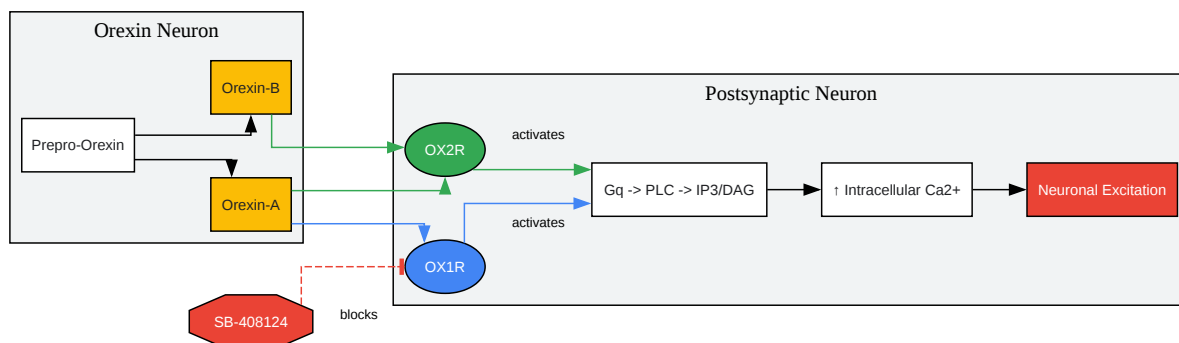 Orexin Neuron
Orexin-B
Prepro-Orexin
Orexin-A
Postsynaptic Neuron
OX2R
activates
Gq -> PLC -> IP3/DAG
↑ Intracellular Ca2+
Neuronal Excitation
activates
OX1R
SB-408124
blocks